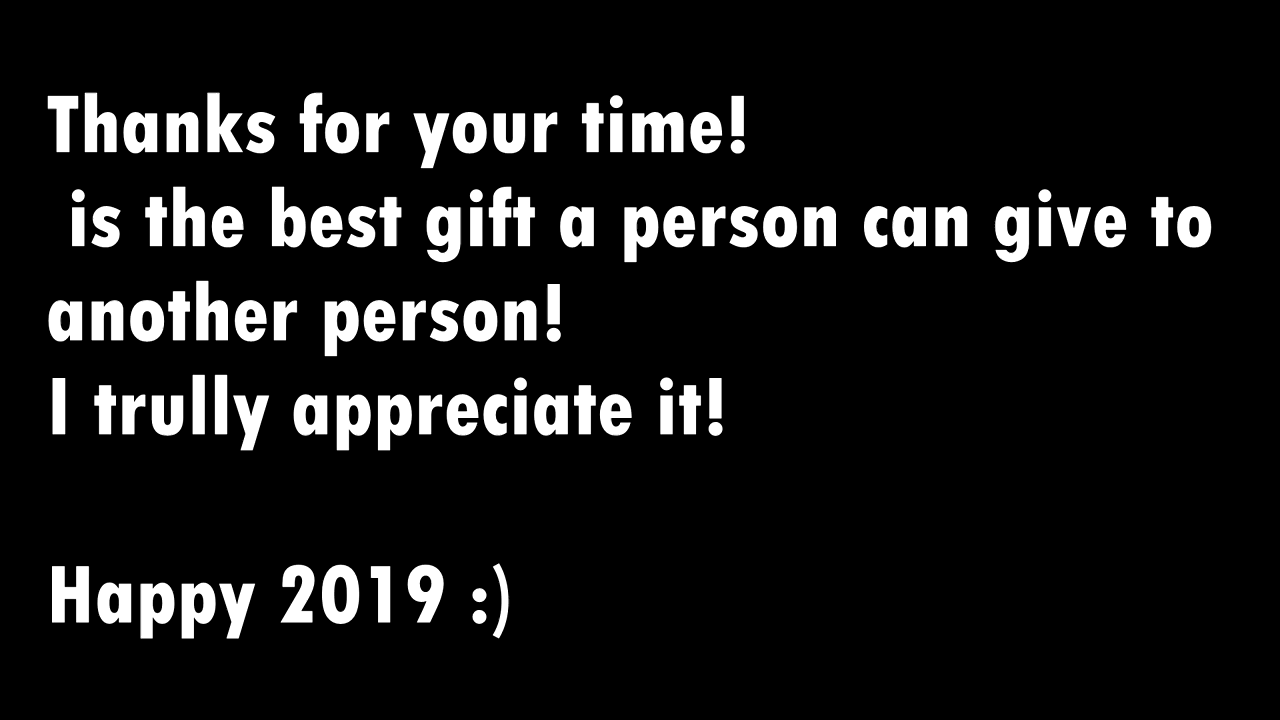 Thanks for your time!
is the best gift a person can give to
another person!
I trully appreciate it!
Happy 2019 :)